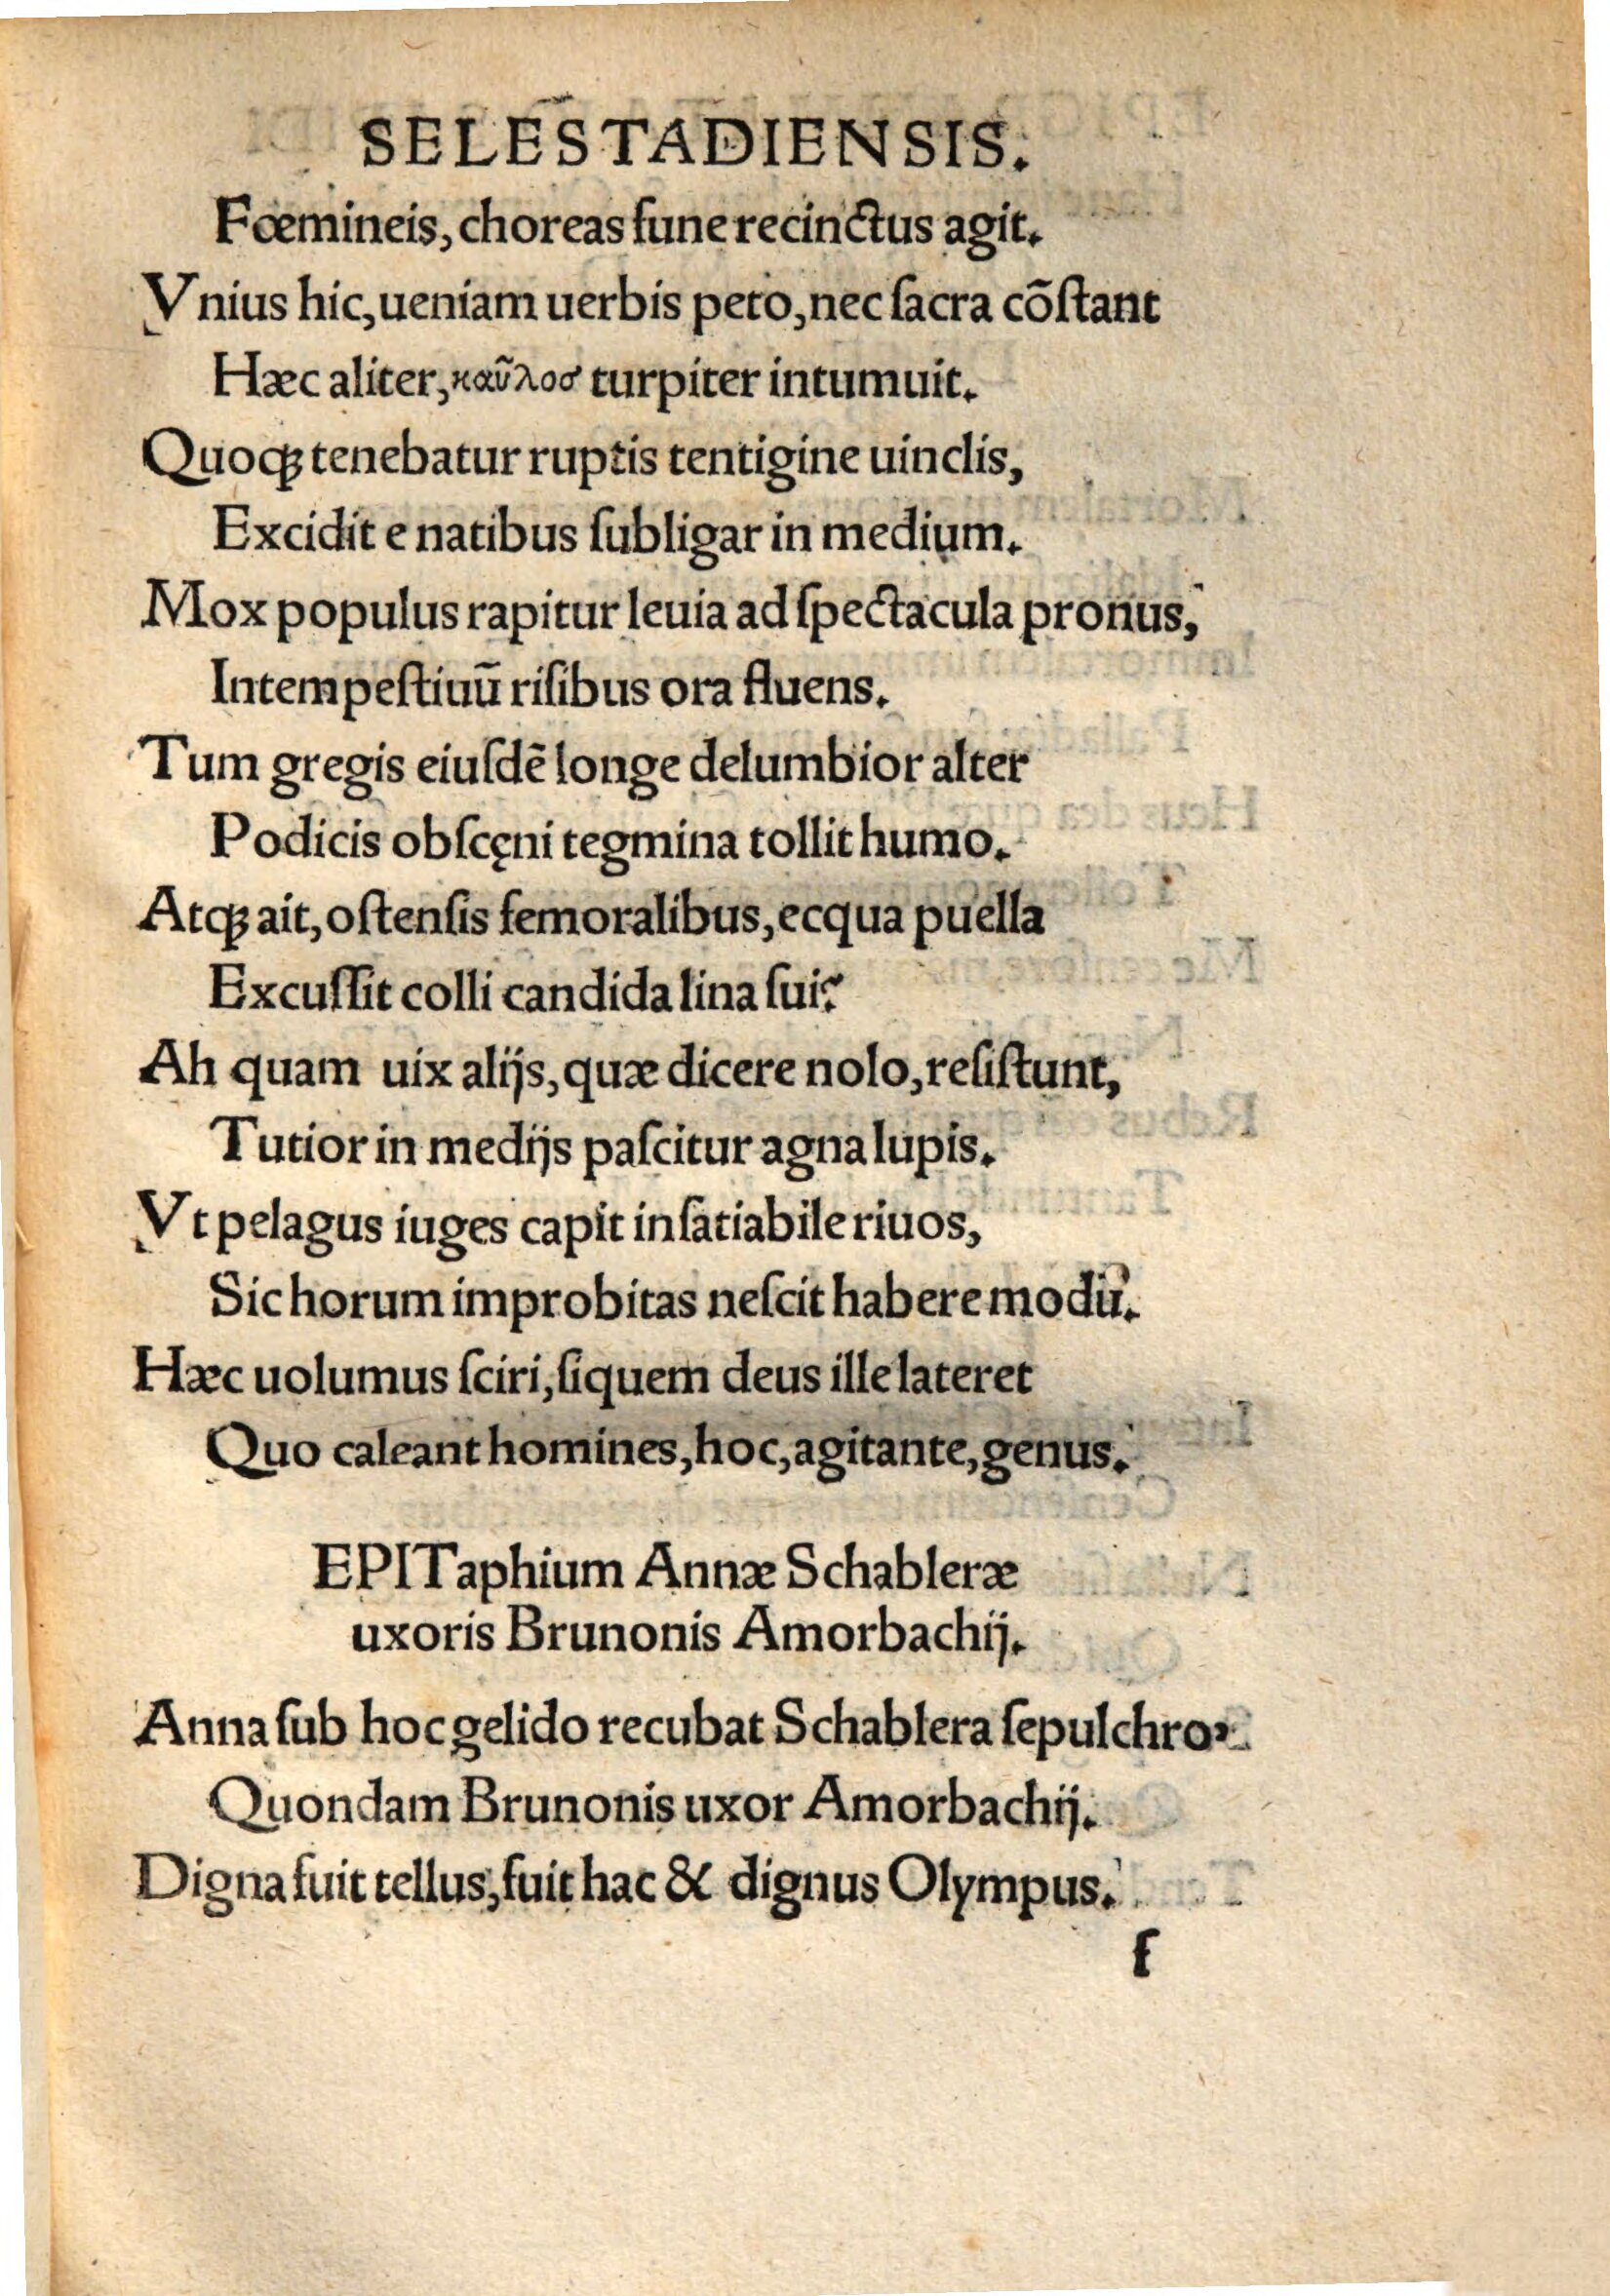 SELESTADIENSIS.
Fœmineis, choreas fune recinctus agit.
Vnius hic, ueniam uerbis peto, nec ſacra cõſtant
Hæc aliter, καῦλοσ turpiter intumuit.
Quoqꝫ tenebatur ruptis tentigine uinclis,
Excidit e natibus ſubligar in medium.
Mox populus rapitur leuia ad ſpectacula pronus,
Intempeſtiuū riſibus ora fluens.
Tum gregis eiuſdē longe delumbior alter
Podicis obſcęni tegmina tollit humo.
Atqꝫ ait, oſtenſis femoralibus, ecqua puella
Excuſſit colli candida lina ſui?
Ah quam uix alijs, quæ dicere nolo, reſiſtunt,
Tutior in medijs paſcitur agna lupis.
Vt pelagus iuges capit inſatiabile riuos,
Sic horum improbitas neſcit habere modū.
Hæc uolumus ſciri, ſiquem deus ille lateret
Quo caleant homines, hoc, agitante, genus.
EPITaphium Annæ Schableræ
uxoris Brunonis Amorbachij.
Anna ſub hoc gelido recubat Schablera ſepulchro,
Quondam Brunonis uxor Amorbachij.
Digna fuit tellus, fuit hac & dignus Olympus.
f